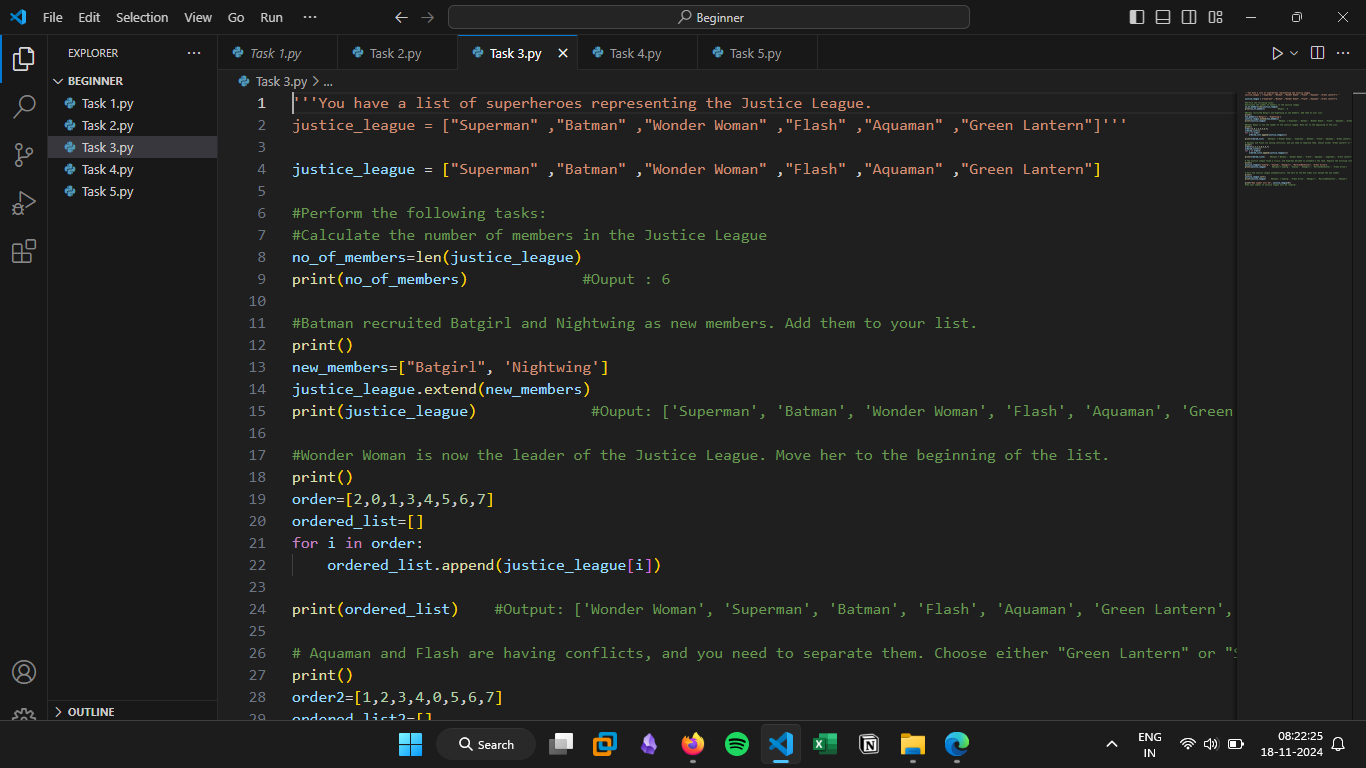 File Edit Selection View Go Run ··· Beginner
EXPLORER ···
BEGINNER
Task 1.py
Task 2.py
Task 3.py
Task 4.py
Task 5.py
OUTLINE
Task 1.py Task 2.py Task 3.py Task 4.py Task 5.py
Task 3.py > ...
1 '''You have a list of superheroes representing the Justice League.
2 justice_league = ["Superman" ,"Batman" ,"Wonder Woman" ,"Flash" ,"Aquaman" ,"Green Lantern"]'''
3
4 justice_league = ["Superman" ,"Batman" ,"Wonder Woman" ,"Flash" ,"Aquaman" ,"Green Lantern"]
5
6 #Perform the following tasks:
7 #Calculate the number of members in the Justice League
8 no_of_members=len(justice_league)
9 print(no_of_members) #Ouput : 6
10
11 #Batman recruited Batgirl and Nightwing as new members. Add them to your list.
12 print()
13 new_members=["Batgirl", 'Nightwing']
14 justice_league.extend(new_members)
15 print(justice_league) #Ouput: ['Superman', 'Batman', 'Wonder Woman', 'Flash', 'Aquaman', 'Green
16
17 #Wonder Woman is now the leader of the Justice League. Move her to the beginning of the list.
18 print()
19 order=[2,0,1,3,4,5,6,7]
20 ordered_list=[]
21 for i in order:
22 ordered_list.append(justice_league[i])
23
24 print(ordered_list) #Output: ['Wonder Woman', 'Superman', 'Batman', 'Flash', 'Aquaman', 'Green Lantern',
25
26 # Aquaman and Flash are having conflicts, and you need to separate them. Choose either "Green Lantern" or "
27 print()
28 order2=[1,2,3,4,0,5,6,7]
29 ordered_list2=[]
Search
ENG
IN
08:22:25
18-11-2024